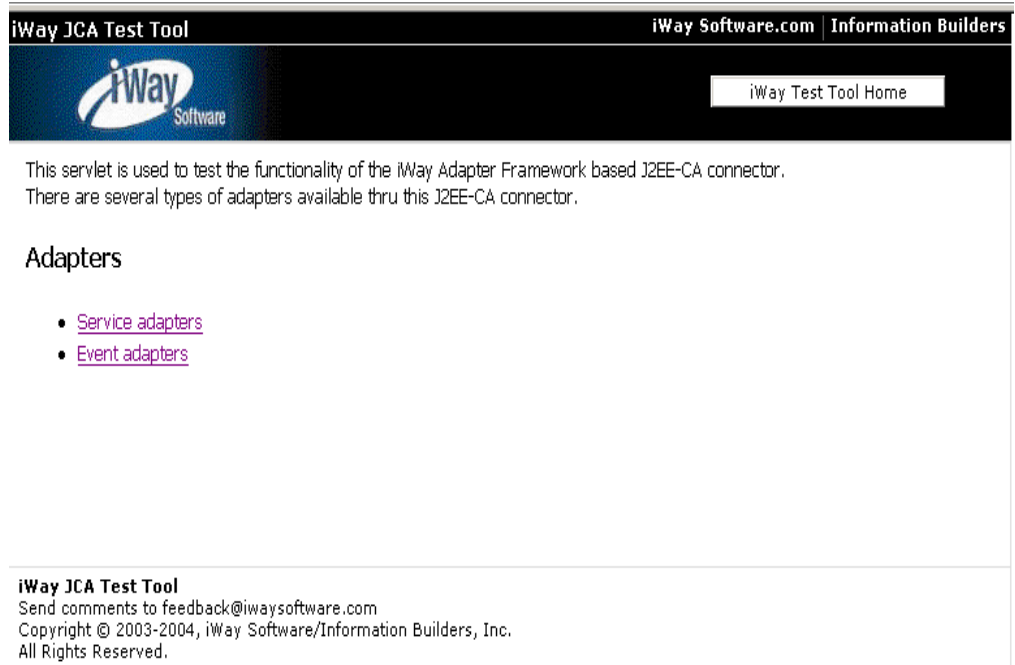 iWay JCA Test Tool
iWay Software.com | Information Builders
iWay
Software
iWay Test Tool Home
This servlet is used to test the functionality of the iWay Adapter Framework based J2EE-CA connector.
There are several types of adapters available thru this J2EE-CA connector.
Adapters
• Service adapters
• Event adapters
iWay JCA Test Tool
Send comments to feedback@iwaysoftware.com
Copyright © 2003-2004, iWay Software/Information Builders, Inc.
All Rights Reserved.